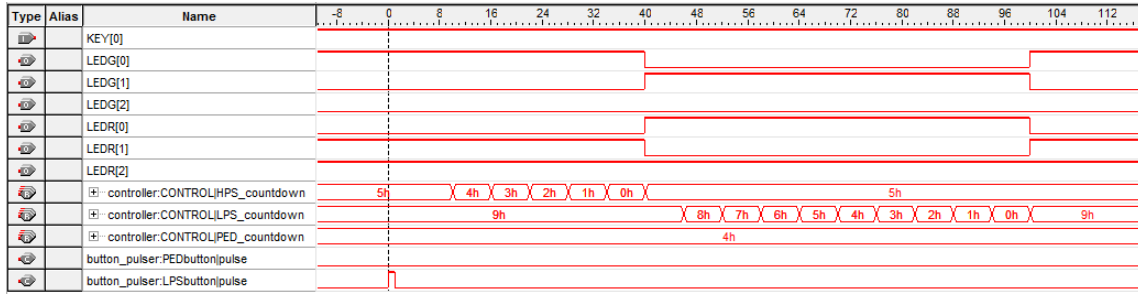 Type Alias Name -8 0 8 16 24 32 40 48 56 64 72 80 88 96 104 112
KEY[0]
LEDG[0]
LEDG[1]
LEDG[2]
LEDR[0]
LEDR[1]
LEDR[2]
controller:CONTROL|HPS_countdown 5h 4h 3h 2h 1h 0h 5h
controller:CONTROL|LPS_countdown 9h 8h 7h 6h 5h 4h 3h 2h 1h 0h 9h
controller:CONTROL|PED_countdown 4h
button_pulser:PEDbutton|pulse
button_pulser:LPSbutton|pulse